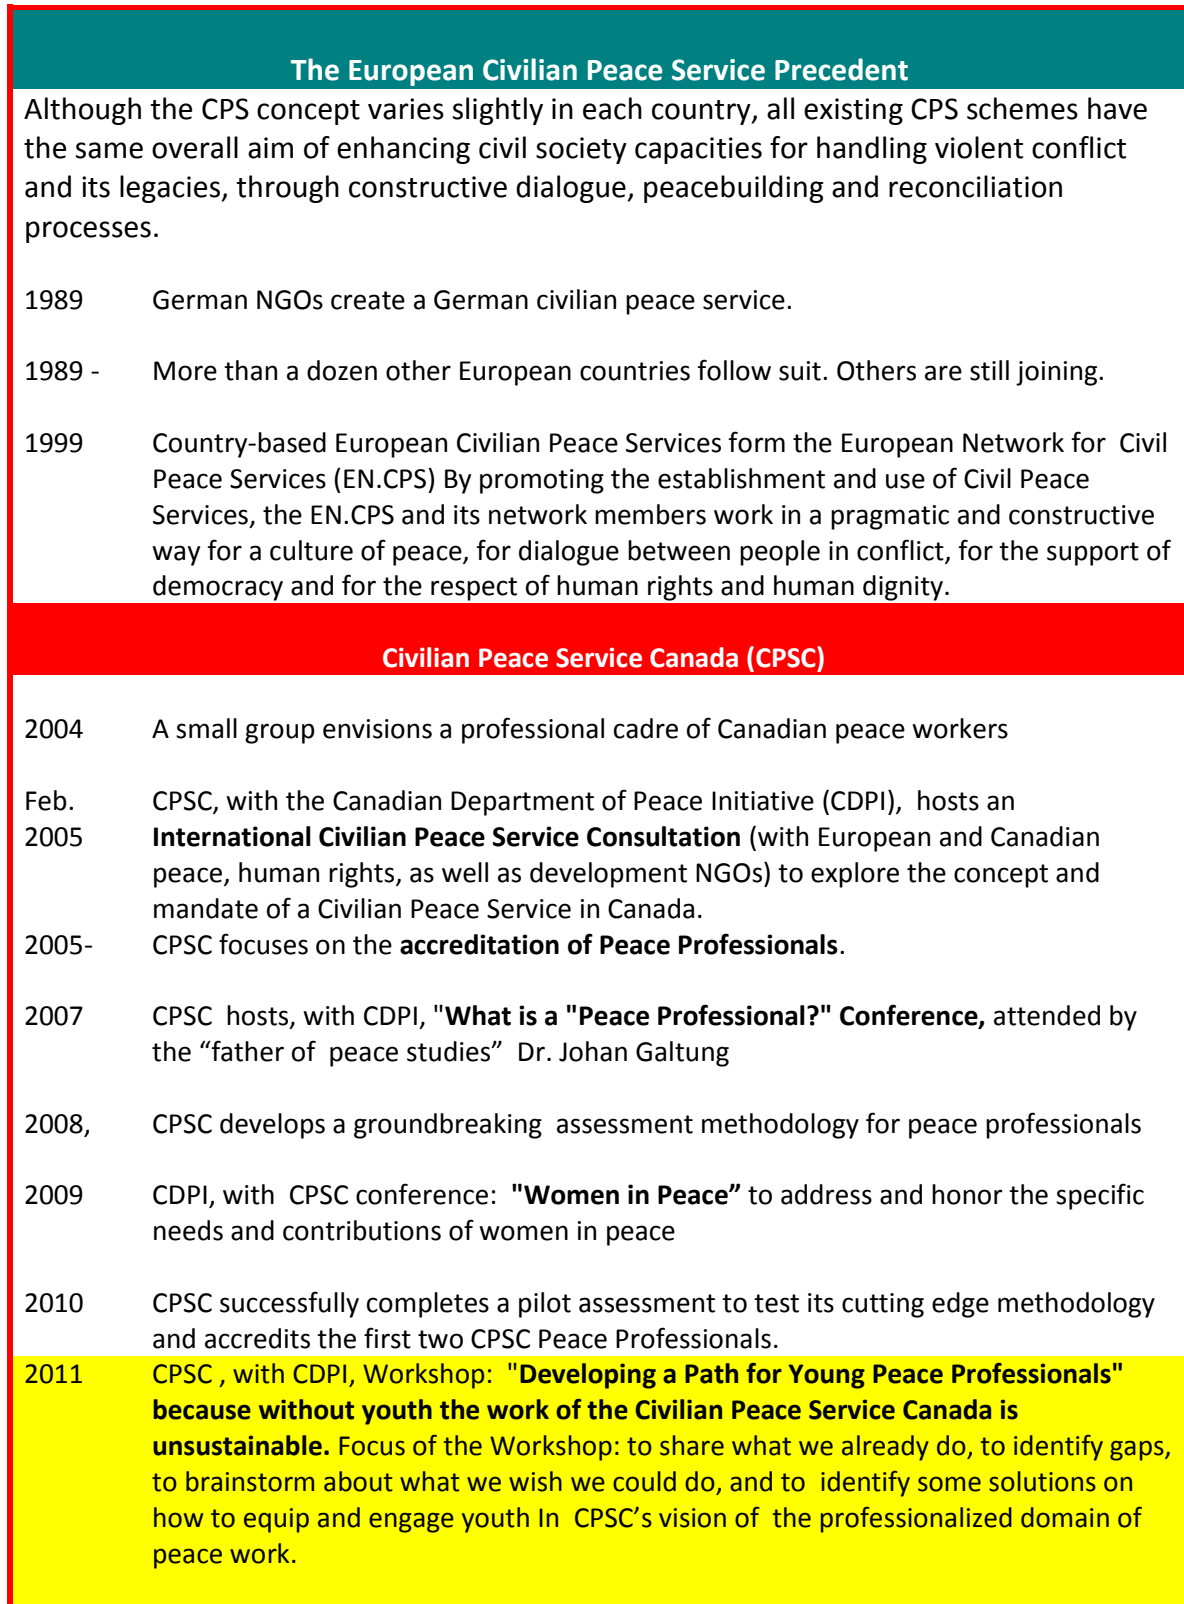 The European Civilian Peace Service Precedent
Although the CPS concept varies slightly in each country, all existing CPS schemes have
the same overall aim of enhancing civil society capacities for handling violent conflict
and its legacies, through constructive dialogue, peacebuilding and reconciliation
processes.
1989 German NGOs create a German civilian peace service.
1989 - More than a dozen other European countries follow suit. Others are still joining.
1999 Country-based European Civilian Peace Services form the European Network for  Civil
Peace Services (EN.CPS) By promoting the establishment and use of Civil Peace
Services, the EN.CPS and its network members work in a pragmatic and constructive
way for a culture of peace, for dialogue between people in conflict, for the support of
democracy and for the respect of human rights and human dignity.
Civilian Peace Service Canada (CPSC)
2004 A small group envisions a professional cadre of Canadian peace workers
Feb. CPSC, with the Canadian Department of Peace Initiative (CDPI),  hosts an
2005 International Civilian Peace Service Consultation (with European and Canadian
peace, human rights, as well as development NGOs) to explore the concept and
mandate of a Civilian Peace Service in Canada.
2005- CPSC focuses on the accreditation of Peace Professionals.
2007 CPSC  hosts, with CDPI, "What is a "Peace Professional?" Conference, attended by
the “father of  peace studies”  Dr. Johan Galtung
2008, CPSC develops a groundbreaking  assessment methodology for peace professionals
2009 CDPI, with  CPSC conference:  "Women in Peace” to address and honor the specific
needs and contributions of women in peace
2010 CPSC successfully completes a pilot assessment to test its cutting edge methodology
and accredits the first two CPSC Peace Professionals.
2011 CPSC , with CDPI, Workshop:  "Developing a Path for Young Peace Professionals"
because without youth the work of the Civilian Peace Service Canada is
unsustainable. Focus of the Workshop: to share what we already do, to identify gaps,
to brainstorm about what we wish we could do, and to  identify some solutions on
how to equip and engage youth In  CPSC’s vision of  the professionalized domain of
peace work.